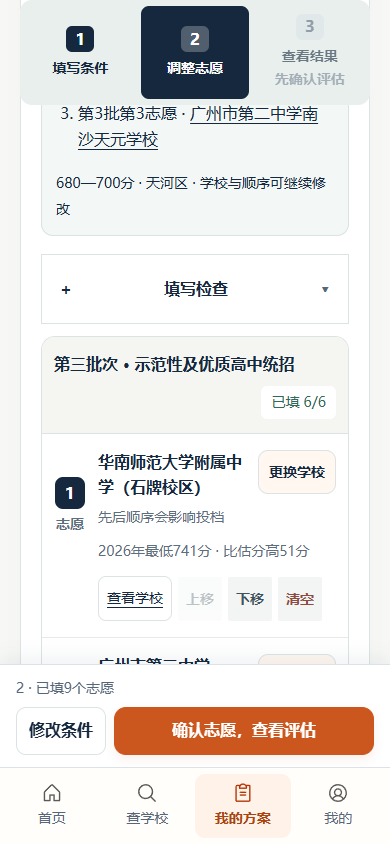 1
填写条件
2
调整志愿
3
查看结果
先确认评估
3. 第3批第3志愿 · 广州市第二中学南
沙天元学校
680—700分 · 天河区 · 学校与顺序可继续修
改
+ 填写检查 ▼
第三批次 • 示范性及优质高中统招
已填 6/6
1
志愿
华南师范大学附属中
学（石牌校区）
更换学校
先后顺序会影响投档
2026年最低741分 · 比估分高51分
查看学校 上移 下移 清空
2 · 已填9个志愿
修改条件 确认志愿，查看评估
首页 查学校 我的方案 我的